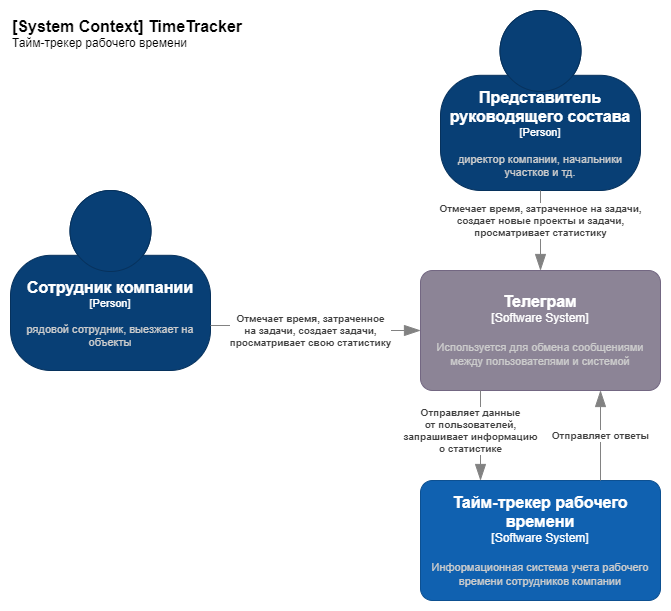 [System Context] TimeTracker
Тайм-трекер рабочего времени
Представитель
руководящего состава
[Person]
директор компании, начальники
участков и тд.
Отмечает время, затраченное на задачи,
создает новые проекты и задачи,
просматривает статистику
Сотрудник компании
[Person]
рядовой сотрудник, выезжает на
объекты
Отмечает время, затраченное
на задачи, создает задачи,
просматривает свою статистику
Телеграм
[Software System]
Используется для обмена сообщениями
между пользователями и системой
Отправляет данные
от пользователей,
запрашивает информацию
о статистике
Отправляет ответы
Тайм-трекер рабочего
времени
[Software System]
Информационная система учета рабочего
времени сотрудников компании